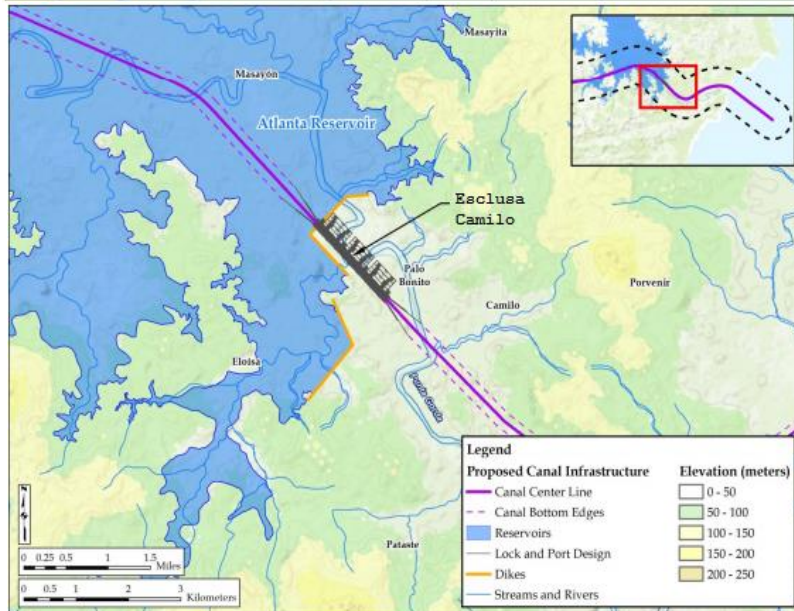 Masayita
Masayón
Atlanta Reservoir
Esclusa
Camilo
Palo
Bonito
Camilo
Porvenir
Eloisa
Punta Gorda
Pataste
N
0 0.25 0.5 1 1.5
Miles
0 0.5 1 2 3
Kilometers
Legend
Proposed Canal Infrastructure
Canal Center Line
Canal Bottom Edges
Reservoirs
Lock and Port Design
Dikes
Streams and Rivers
Elevation (meters)
0 - 50
50 - 100
100 - 150
150 - 200
200 - 250